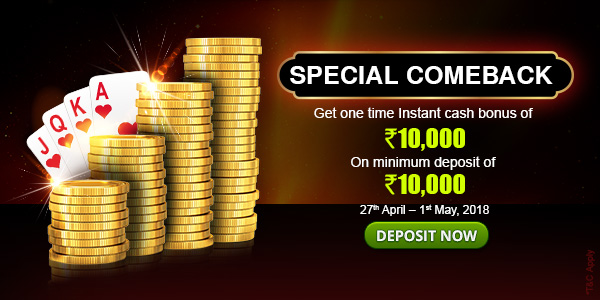 J
Q
K
A
SPECIAL COMEBACK
Get one time Instant cash bonus of
₹10,000
On minimum deposit of
₹10,000
27th April – 1st May, 2018
DEPOSIT NOW
*T&C Apply